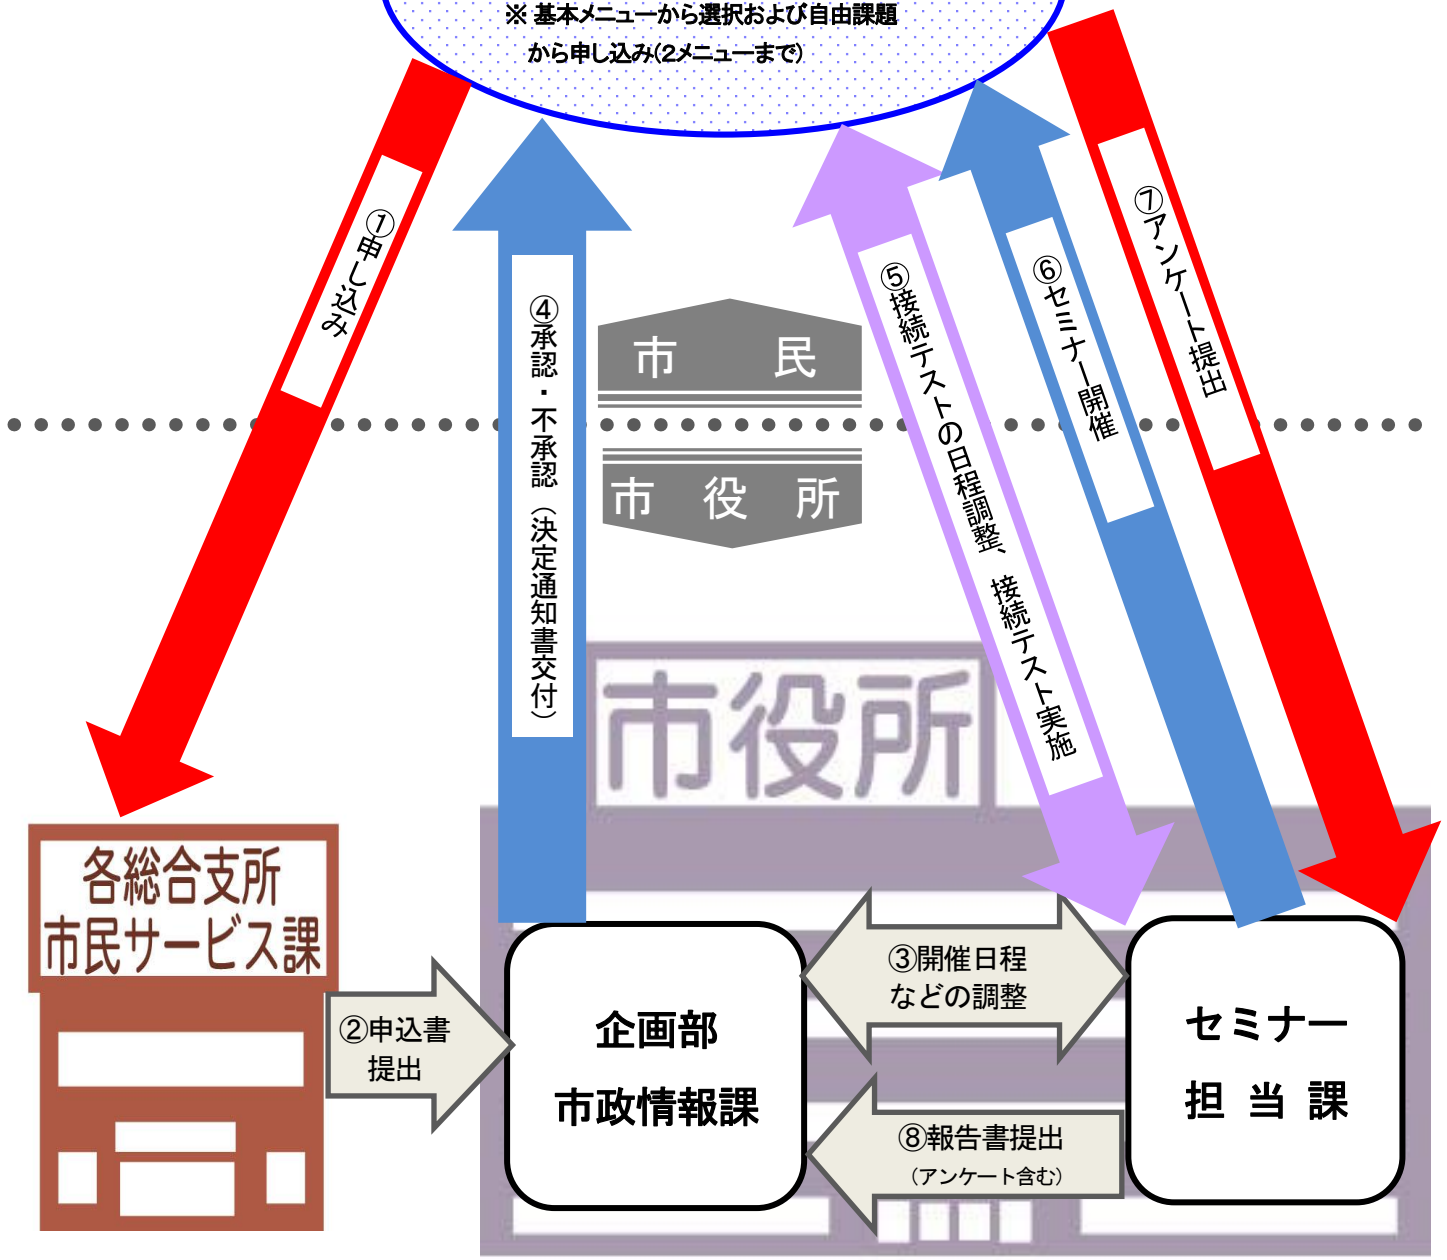 ※ 基本メニューから選択および自由課題
から申し込み(2メニューまで)
①申し込み
④承認・不承認（決定通知書交付）
⑤接続テストの日程調整、接続テスト実施
⑥セミナー開催
⑦アンケート提出
市　民
市 役 所
市役所
各総合支所
市民サービス課
②申込書
提出
企画部
市政情報課
③開催日程
などの調整
セミナー
担 当 課
⑧報告書提出
（アンケート含む）